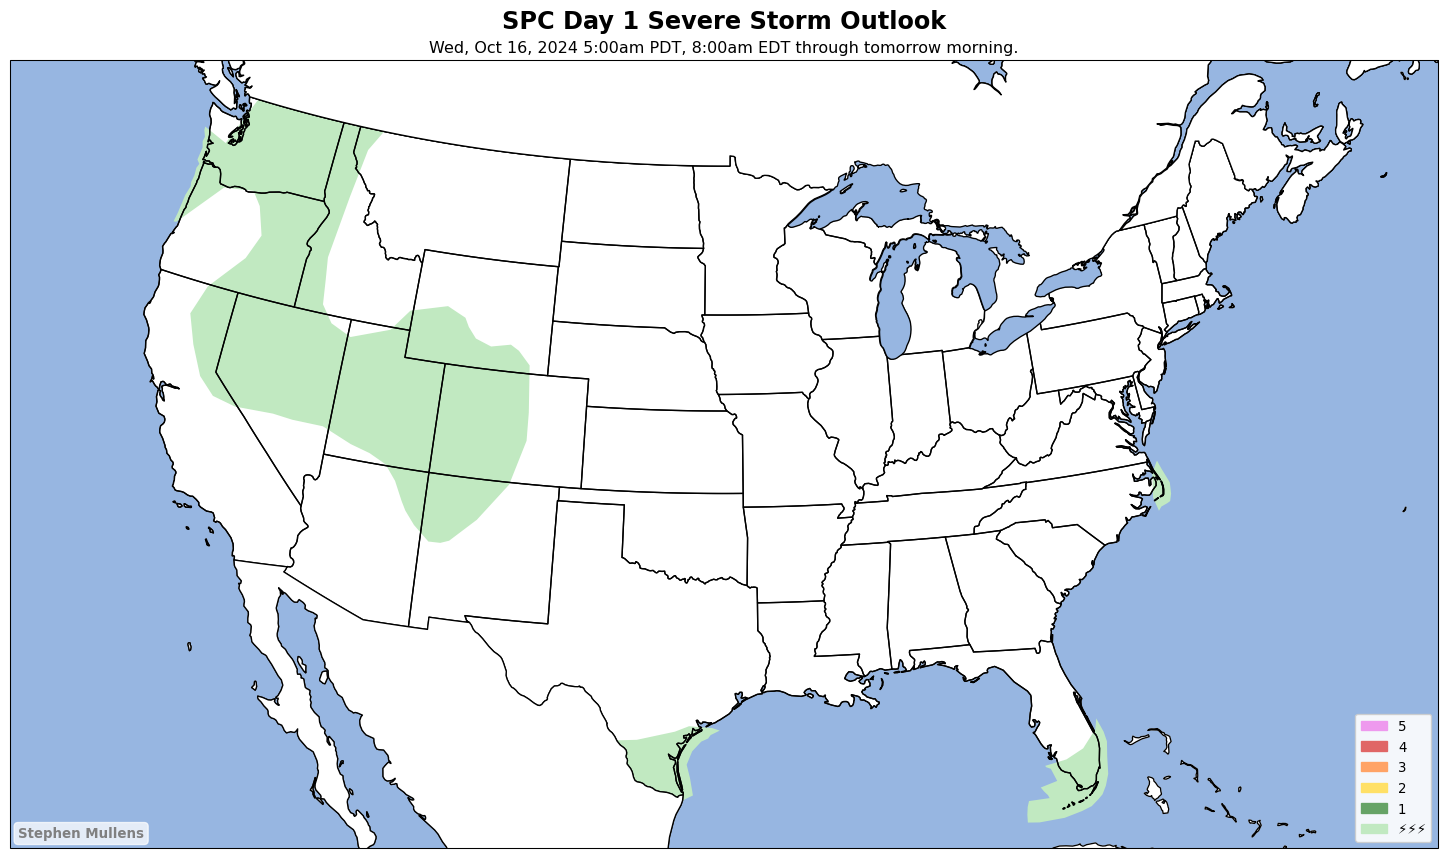 SPC Day 1 Severe Storm Outlook
Wed, Oct 16, 2024 5:00am PDT, 8:00am EDT through tomorrow morning.
5
4
3
2
1
⚡⚡⚡
Stephen Mullens